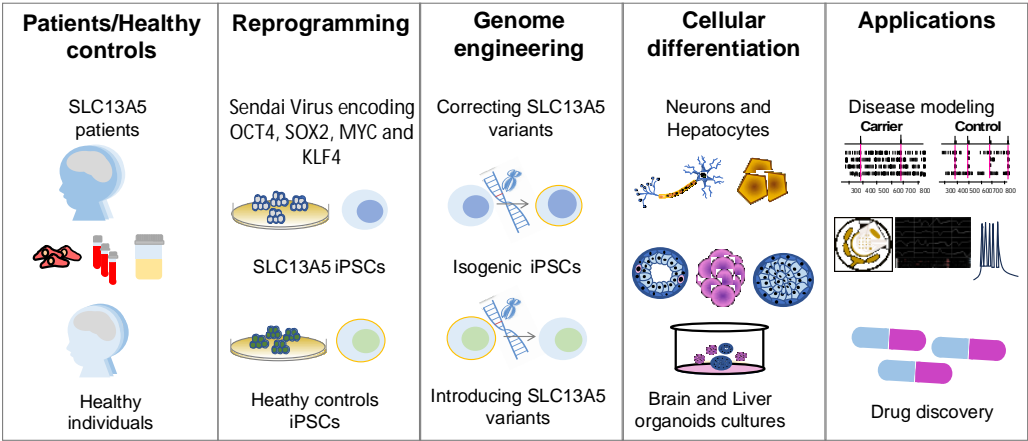 Patients/Healthy
controls
SLC13A5
patients
Healthy
individuals
Reprogramming
Sendai Virus encoding
OCT4, SOX2, MYC and
KLF4
SLC13A5 iPSCs
Heathy controls
iPSCs
Genome
engineering
Correcting SLC13A5
variants
Isogenic iPSCs
Introducing SLC13A5
variants
Cellular
differentiation
Neurons and
Hepatocytes
Brain and Liver
organoids cultures
Applications
Disease modeling
Carrier Control
300 400 500 600 700 800 300 400 500 600 700 800
Drug discovery